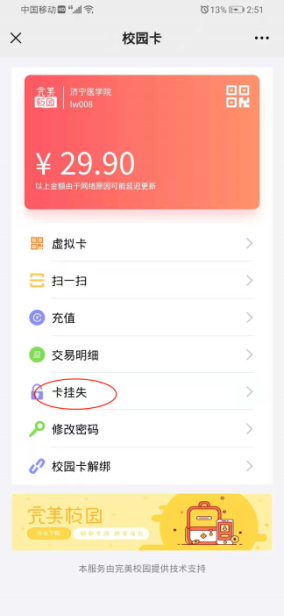 中国移动 13% 2:51
校园卡
完美校园 济宁医学院
lw008
¥ 29.90
以上金额由于网络原因可能延迟更新
虚拟卡
扫一扫
充值
交易明细
卡挂失
修改密码
校园卡解绑
完美校园
本服务由完美校园提供技术支持